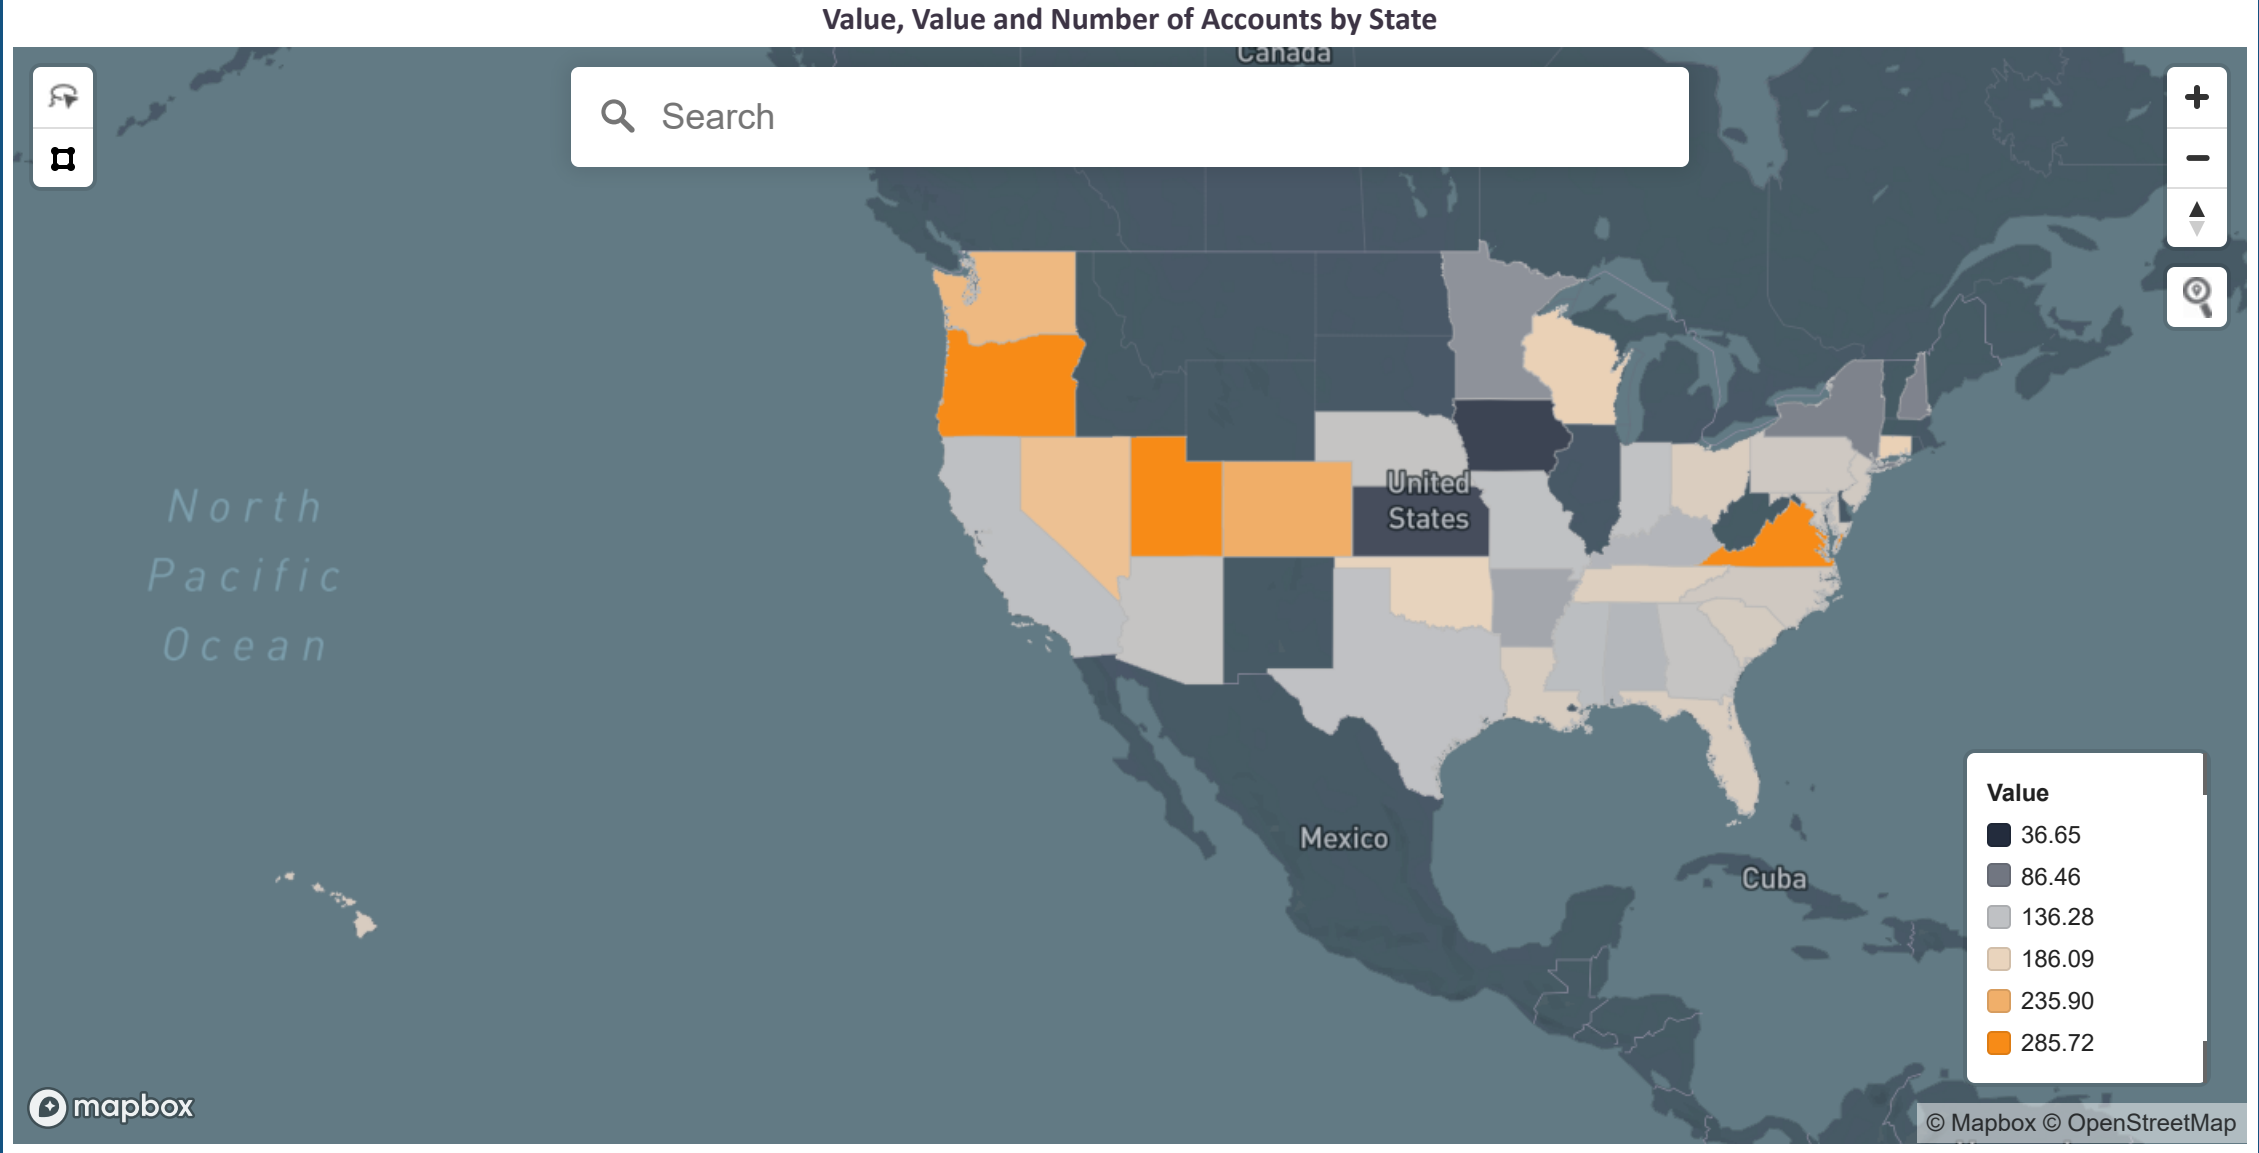 Value, Value and Number of Accounts by State
Canada
Search
North
Pacific
Ocean
United
States
Mexico
Cuba
Value
36.65
86.46
136.28
186.09
235.90
285.72
mapbox
© Mapbox © OpenStreetMap